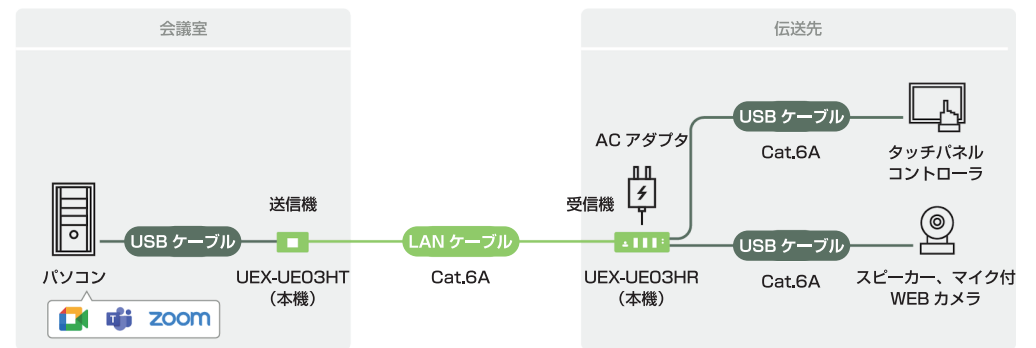 会議室
伝送先
USB ケーブル
AC アダプタ
Cat.6A
タッチパネル
コントローラ
送信機
受信機
USB ケーブル
LAN ケーブル
USB ケーブル
パソコン
UEX-UE03HT
（本機）
Cat.6A
UEX-UE03HR
（本機）
Cat.6A
スピーカー、マイク付
WEB カメラ
zoom